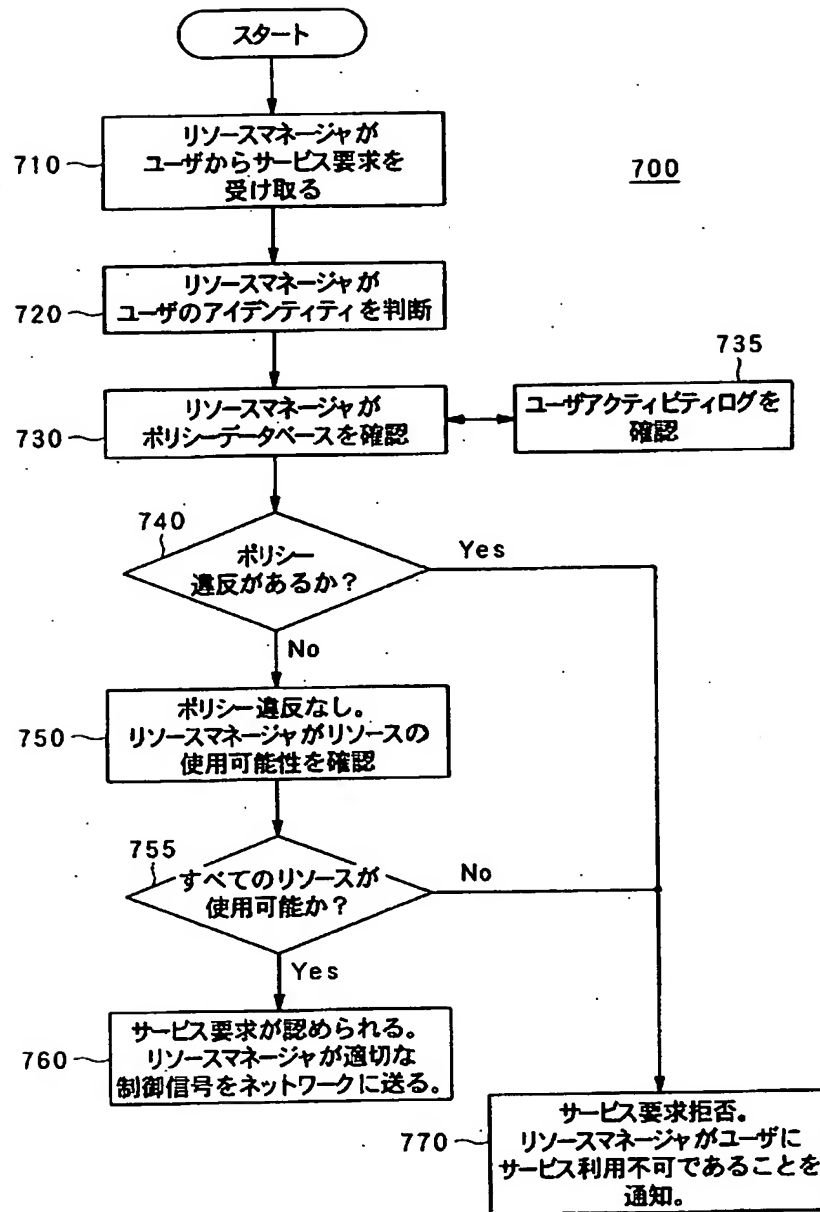 スタート
リソースマネージャが
ユーザからサービス要求を
受け取る
710
700
リソースマネージャが
ユーザのアイデンティティを判断
720
735
リソースマネージャが
ポリシーデータベースを確認
730
ユーザアクティビティログを
確認
740
ポリシー
違反があるか?
Yes
No
ポリシー違反なし。
リソースマネージャがリソースの
使用可能性を確認
750
755
すべてのリソースが
使用可能か?
No
Yes
サービス要求が認められる。
リソースマネージャが適切な
制御信号をネットワークに送る。
760
サービス要求拒否。
リソースマネージャがユーザに
サービス利用不可であることを
通知。
770